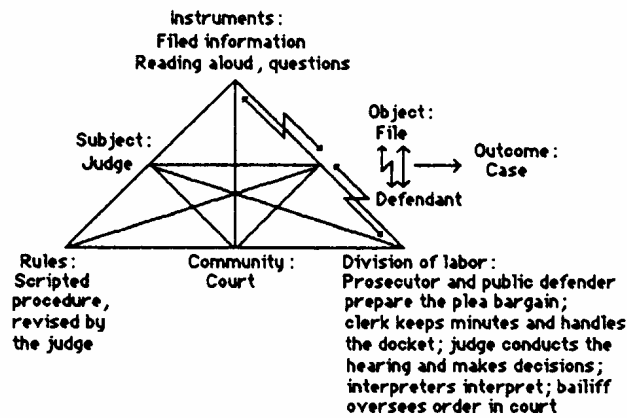 Instruments:
Filed information
Reading aloud, questions
Subject:
Judge
Object:
File
Defendant
Outcome:
Case
Rules:
Scripted
procedure,
revised by
the judge
Community:
Court
Division of labor:
Prosecutor and public defender
prepare the plea bargain;
clerk keeps minutes and handles
the docket; judge conducts the
hearing and makes decisions;
interpreters interpret; bailiff
oversees order in court